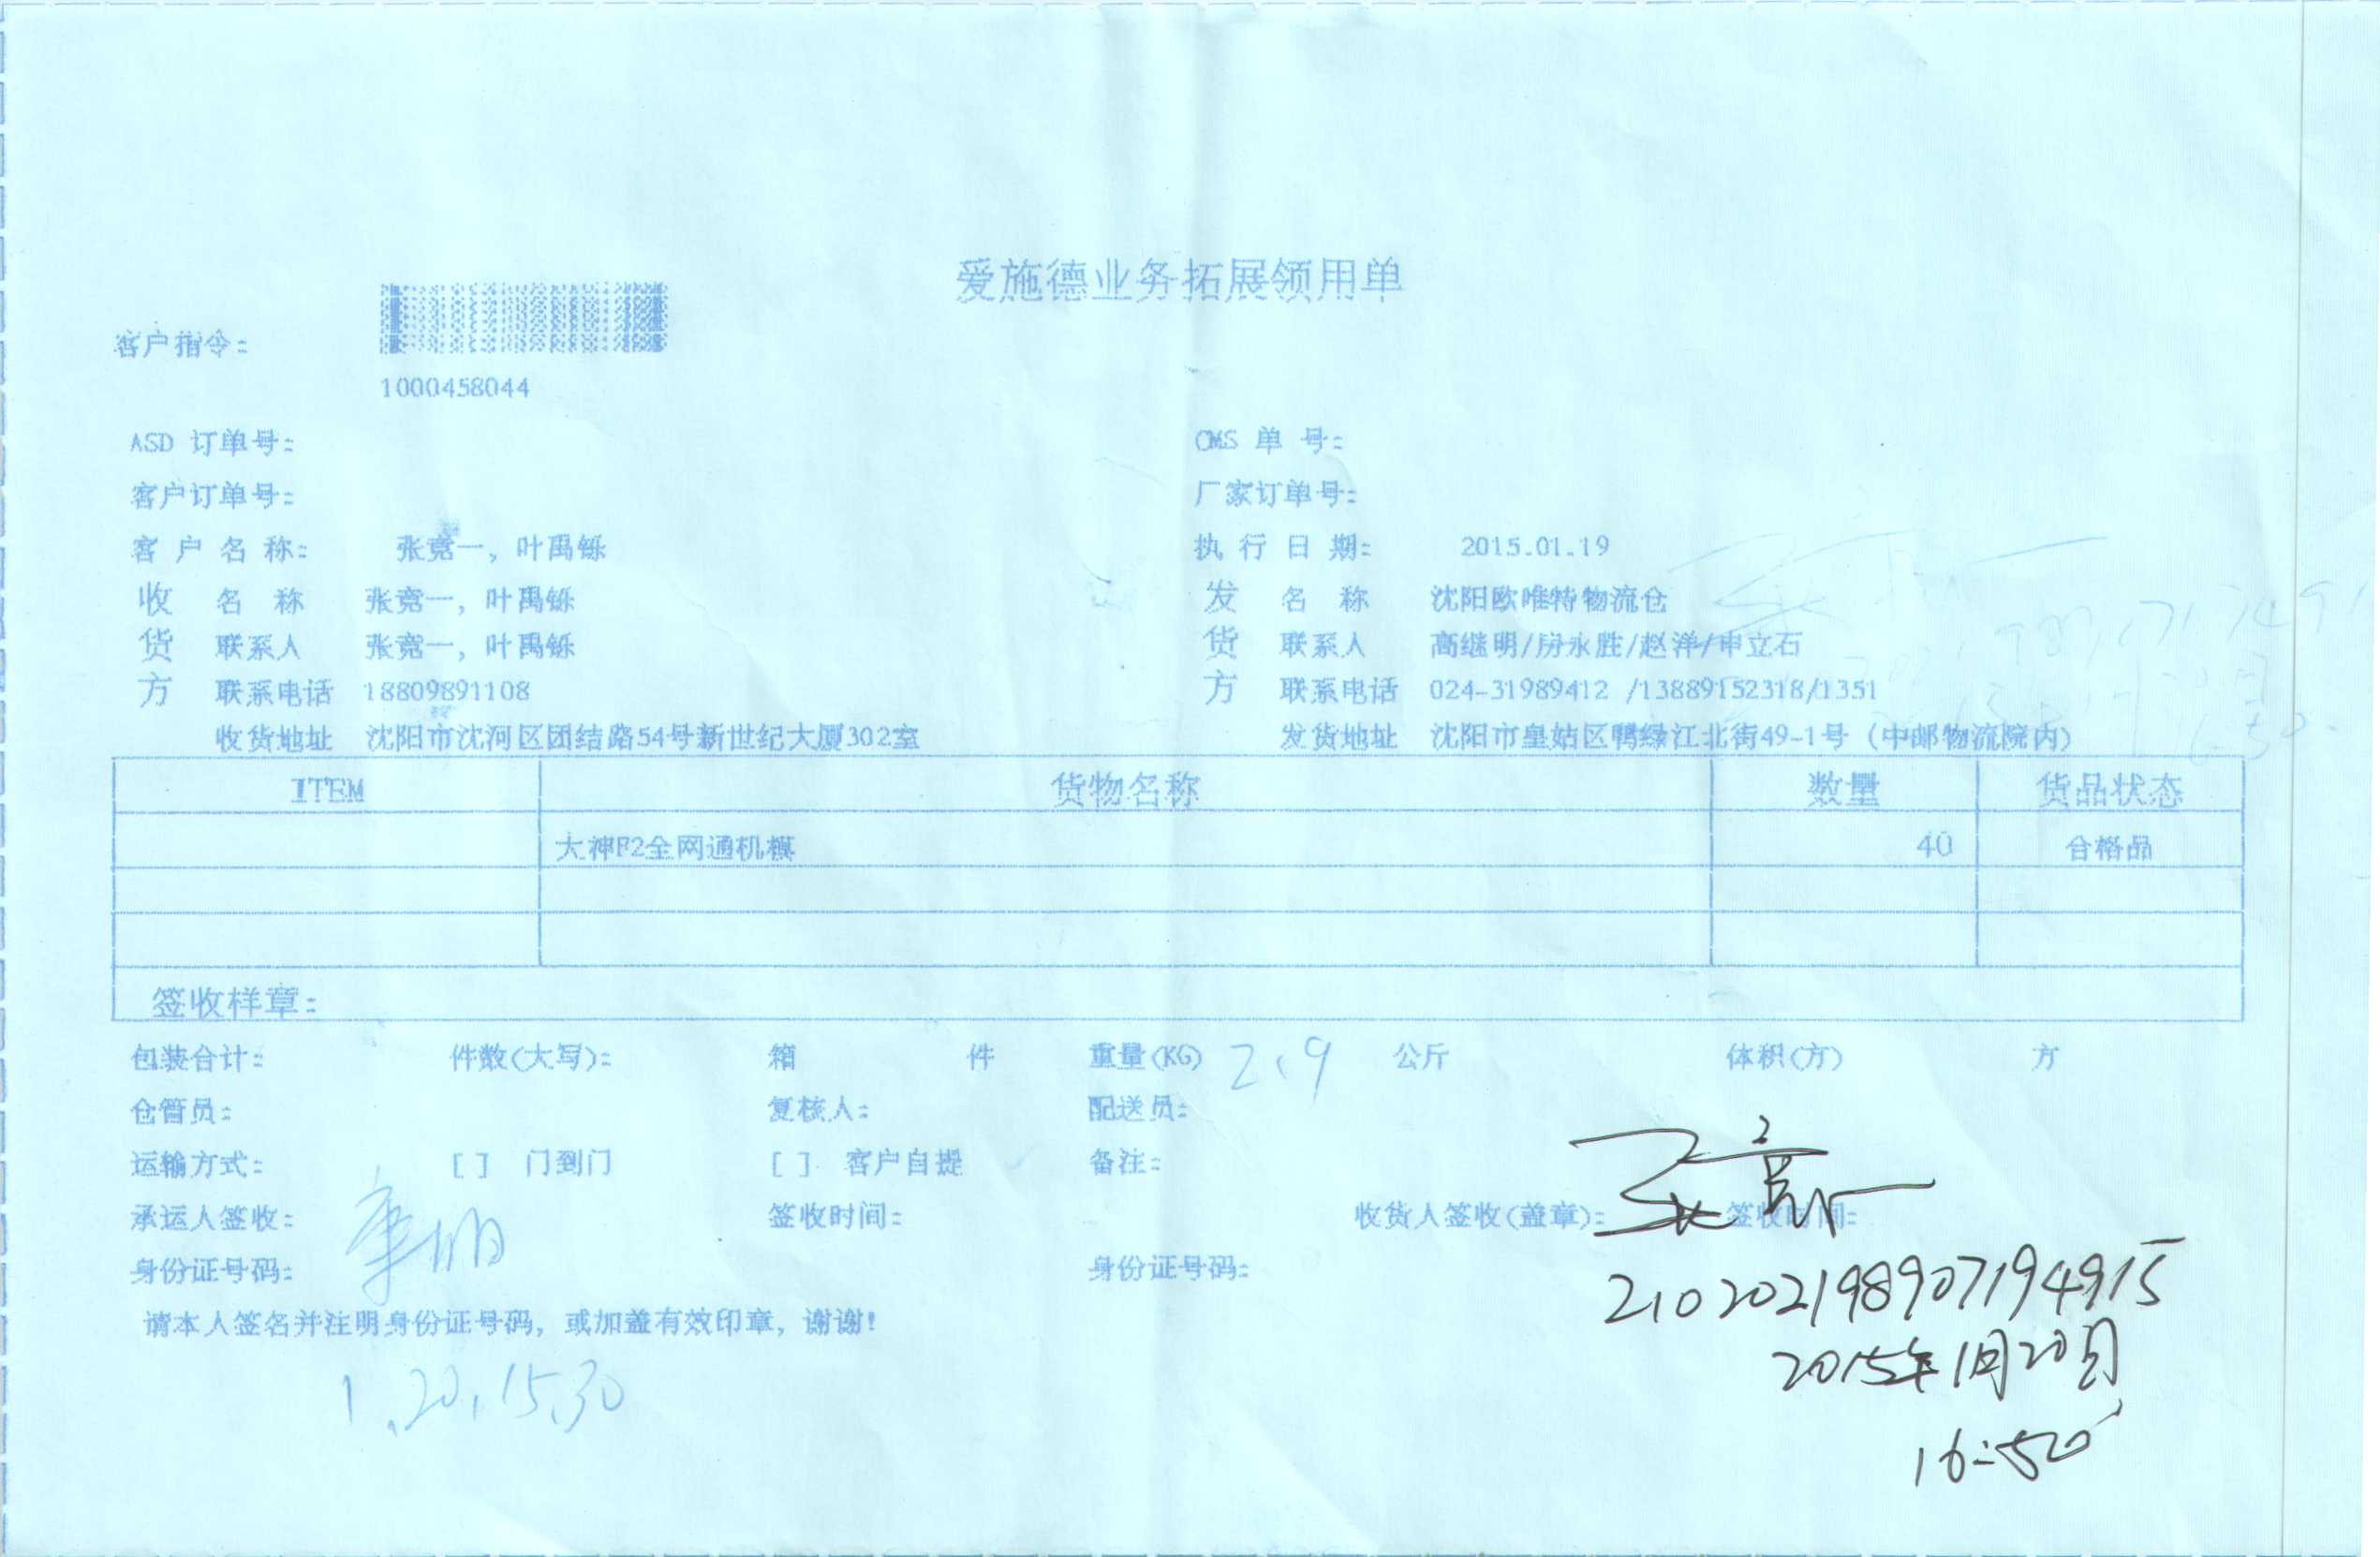 爱施德业务拓展领用单
客户指令:
1000458044
ASD 订单号: CMS 单 号:
客户订单号: 厂家订单号:
客 户 名 称: 张竞一, 叶禹铄 执 行 日 期: 2015.01.19
收 名 称 张竞一, 叶禹铄 发 名 称 沈阳欧唯特物流仓
货 联系人 张竞一, 叶禹铄 货 联系人 高继明/房永胜/赵洋/申立石
方 联系电话 18809891108 方 联系电话 024-31989412 /13889152318/1351
收货地址 沈阳市沈河区团结路54号新世纪大厦302室 发货地址 沈阳市皇姑区鸭绿江北街49-1号 (中邮物流院内)
ITEM 货物名称 数量 货品状态
大神F2全网通机模 40 合格品
签收样章:
包装合计: 件数(大写): 箱 件 重量(KG) 2.9 公斤 体积(方) 方
仓管员: 复核人: 配送员:
运输方式: [ ] 门到门 [ ] 客户自提 备注:
承运人签收: 签收时间: 收货人签收(盖章): 张竞一 签收时间:
身份证号码: 身份证号码: 210202198907194915
请本人签名并注明身份证号码, 或加盖有效印章, 谢谢!
2015年1月20日
1.20.15.30
16:50